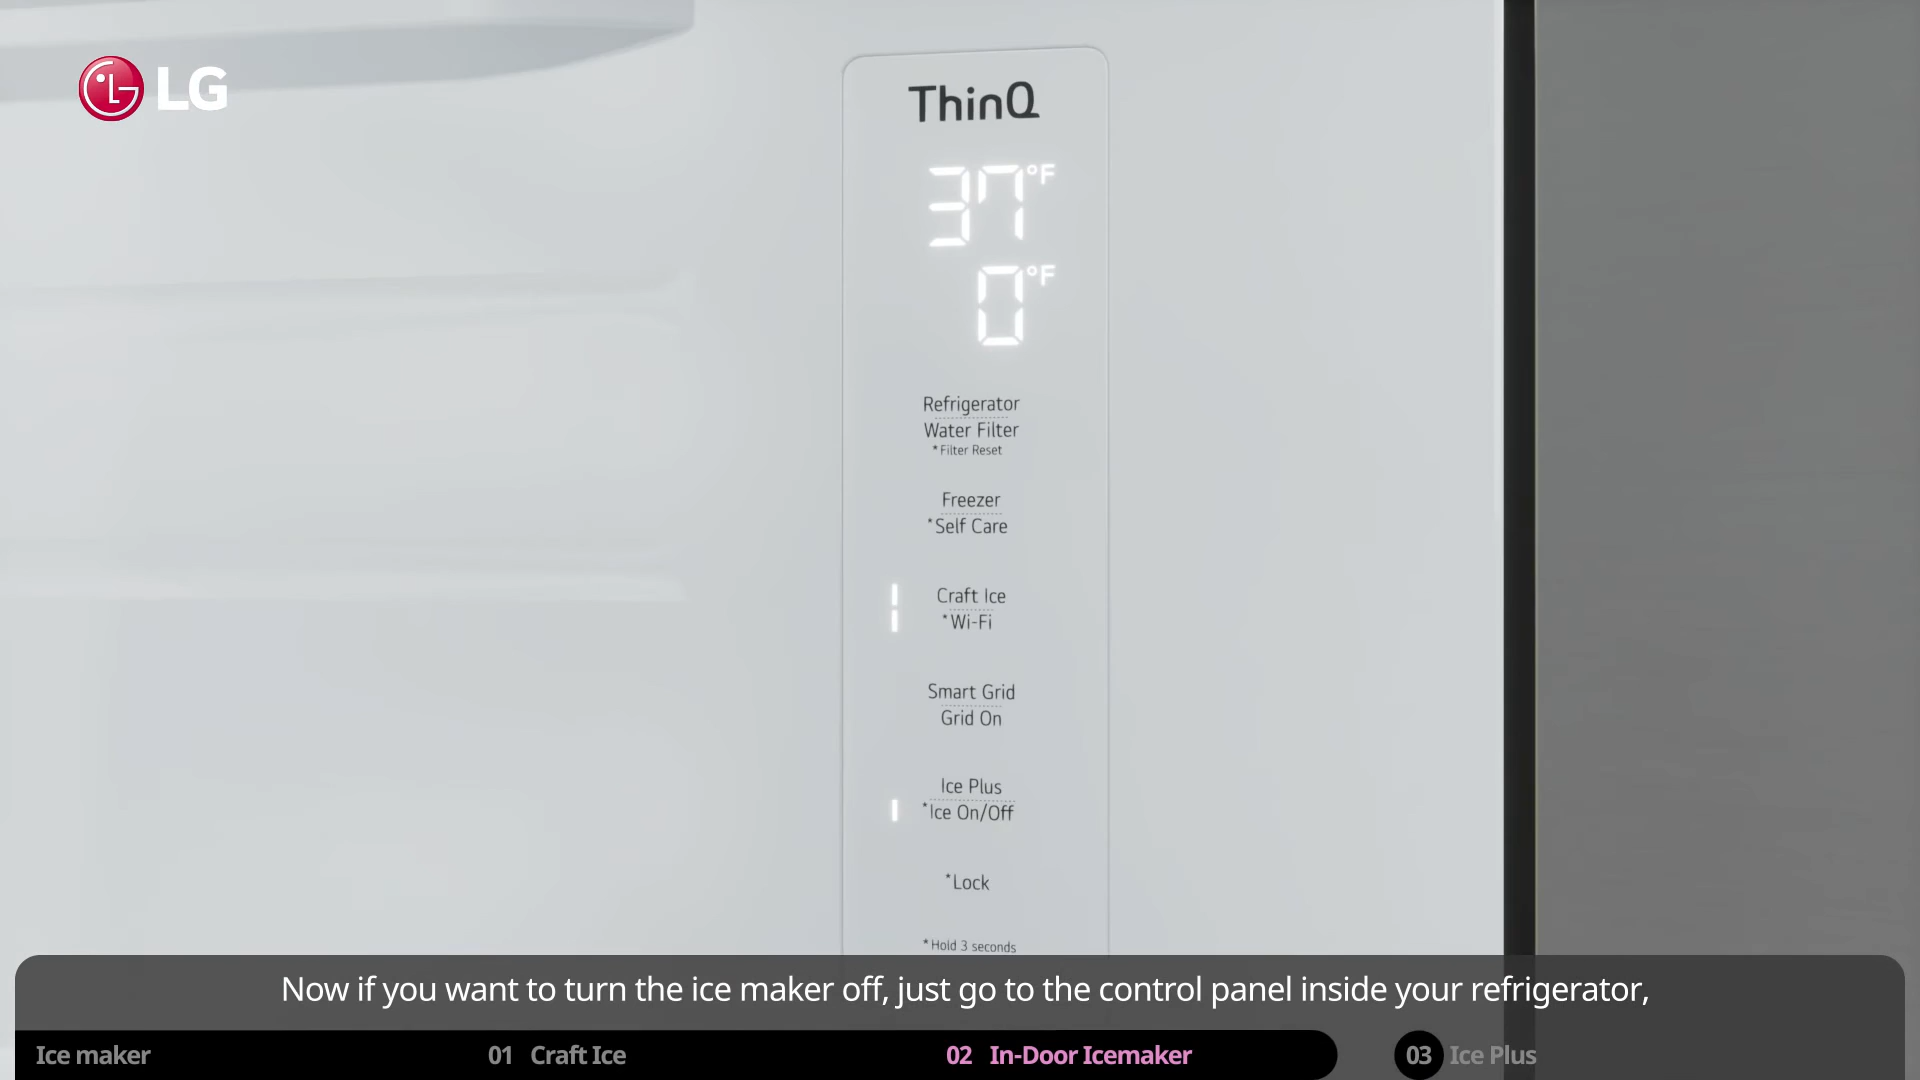 LG
ThinQ
37°F
0°F
Refrigerator
Water Filter
*Filter Reset
Freezer
*Self Care
Craft Ice
*Wi-Fi
Smart Grid
Grid On
Ice Plus
*Ice On/Off
*Lock
*Hold 3 seconds
Now if you want to turn the ice maker off, just go to the control panel inside your refrigerator,
Ice maker 01 Craft Ice 02 In-Door Icemaker 03 Ice Plus